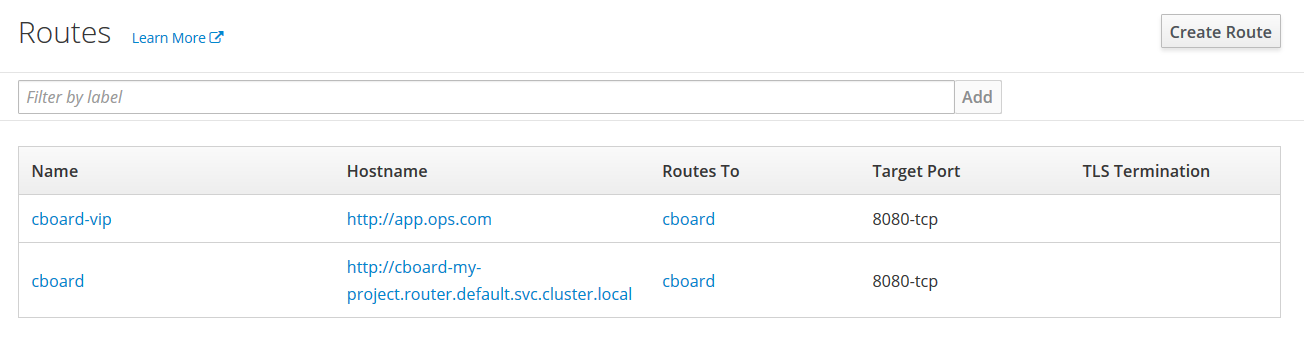 Routes Learn More Create Route
Filter by label Add
Name Hostname Routes To Target Port TLS Termination
cboard-vip http://app.ops.com cboard 8080-tcp
cboard http://cboard-my- cboard 8080-tcp
project.router.default.svc.cluster.local